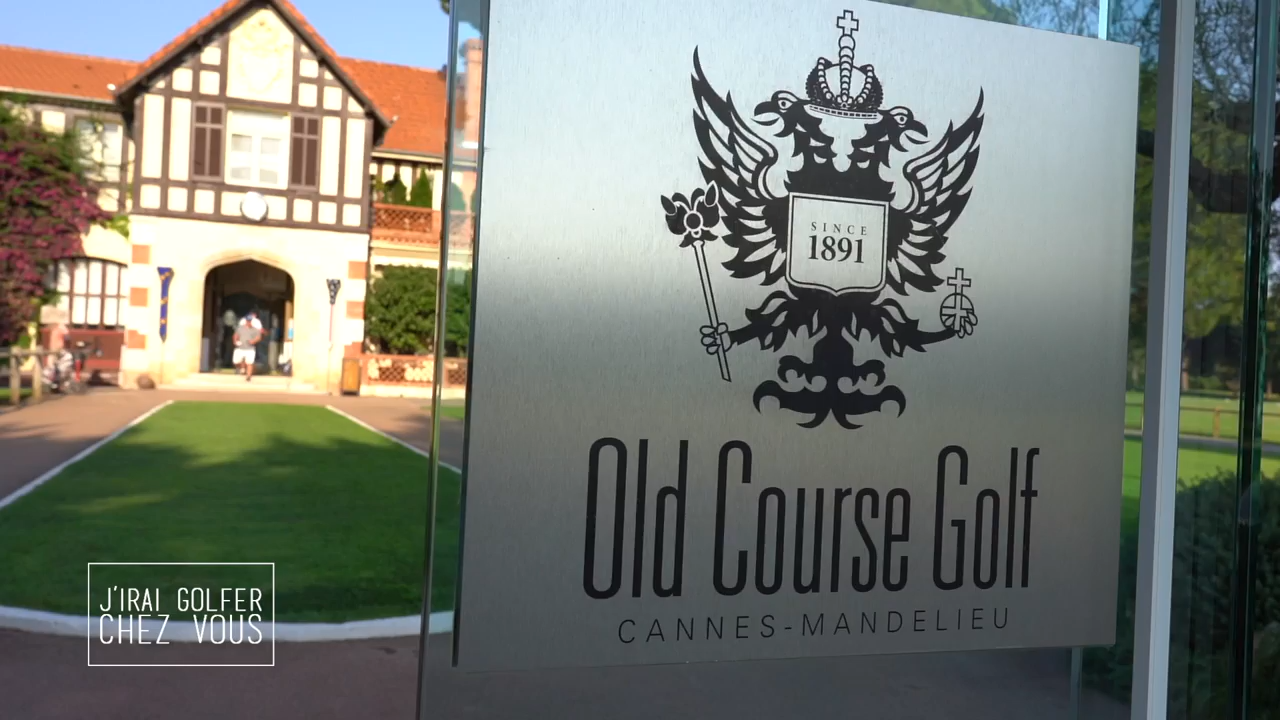 SINCE
1891
Old Course Golf
CANNES-MANDELIEU
J'IRAI GOLFER
CHEZ VOUS